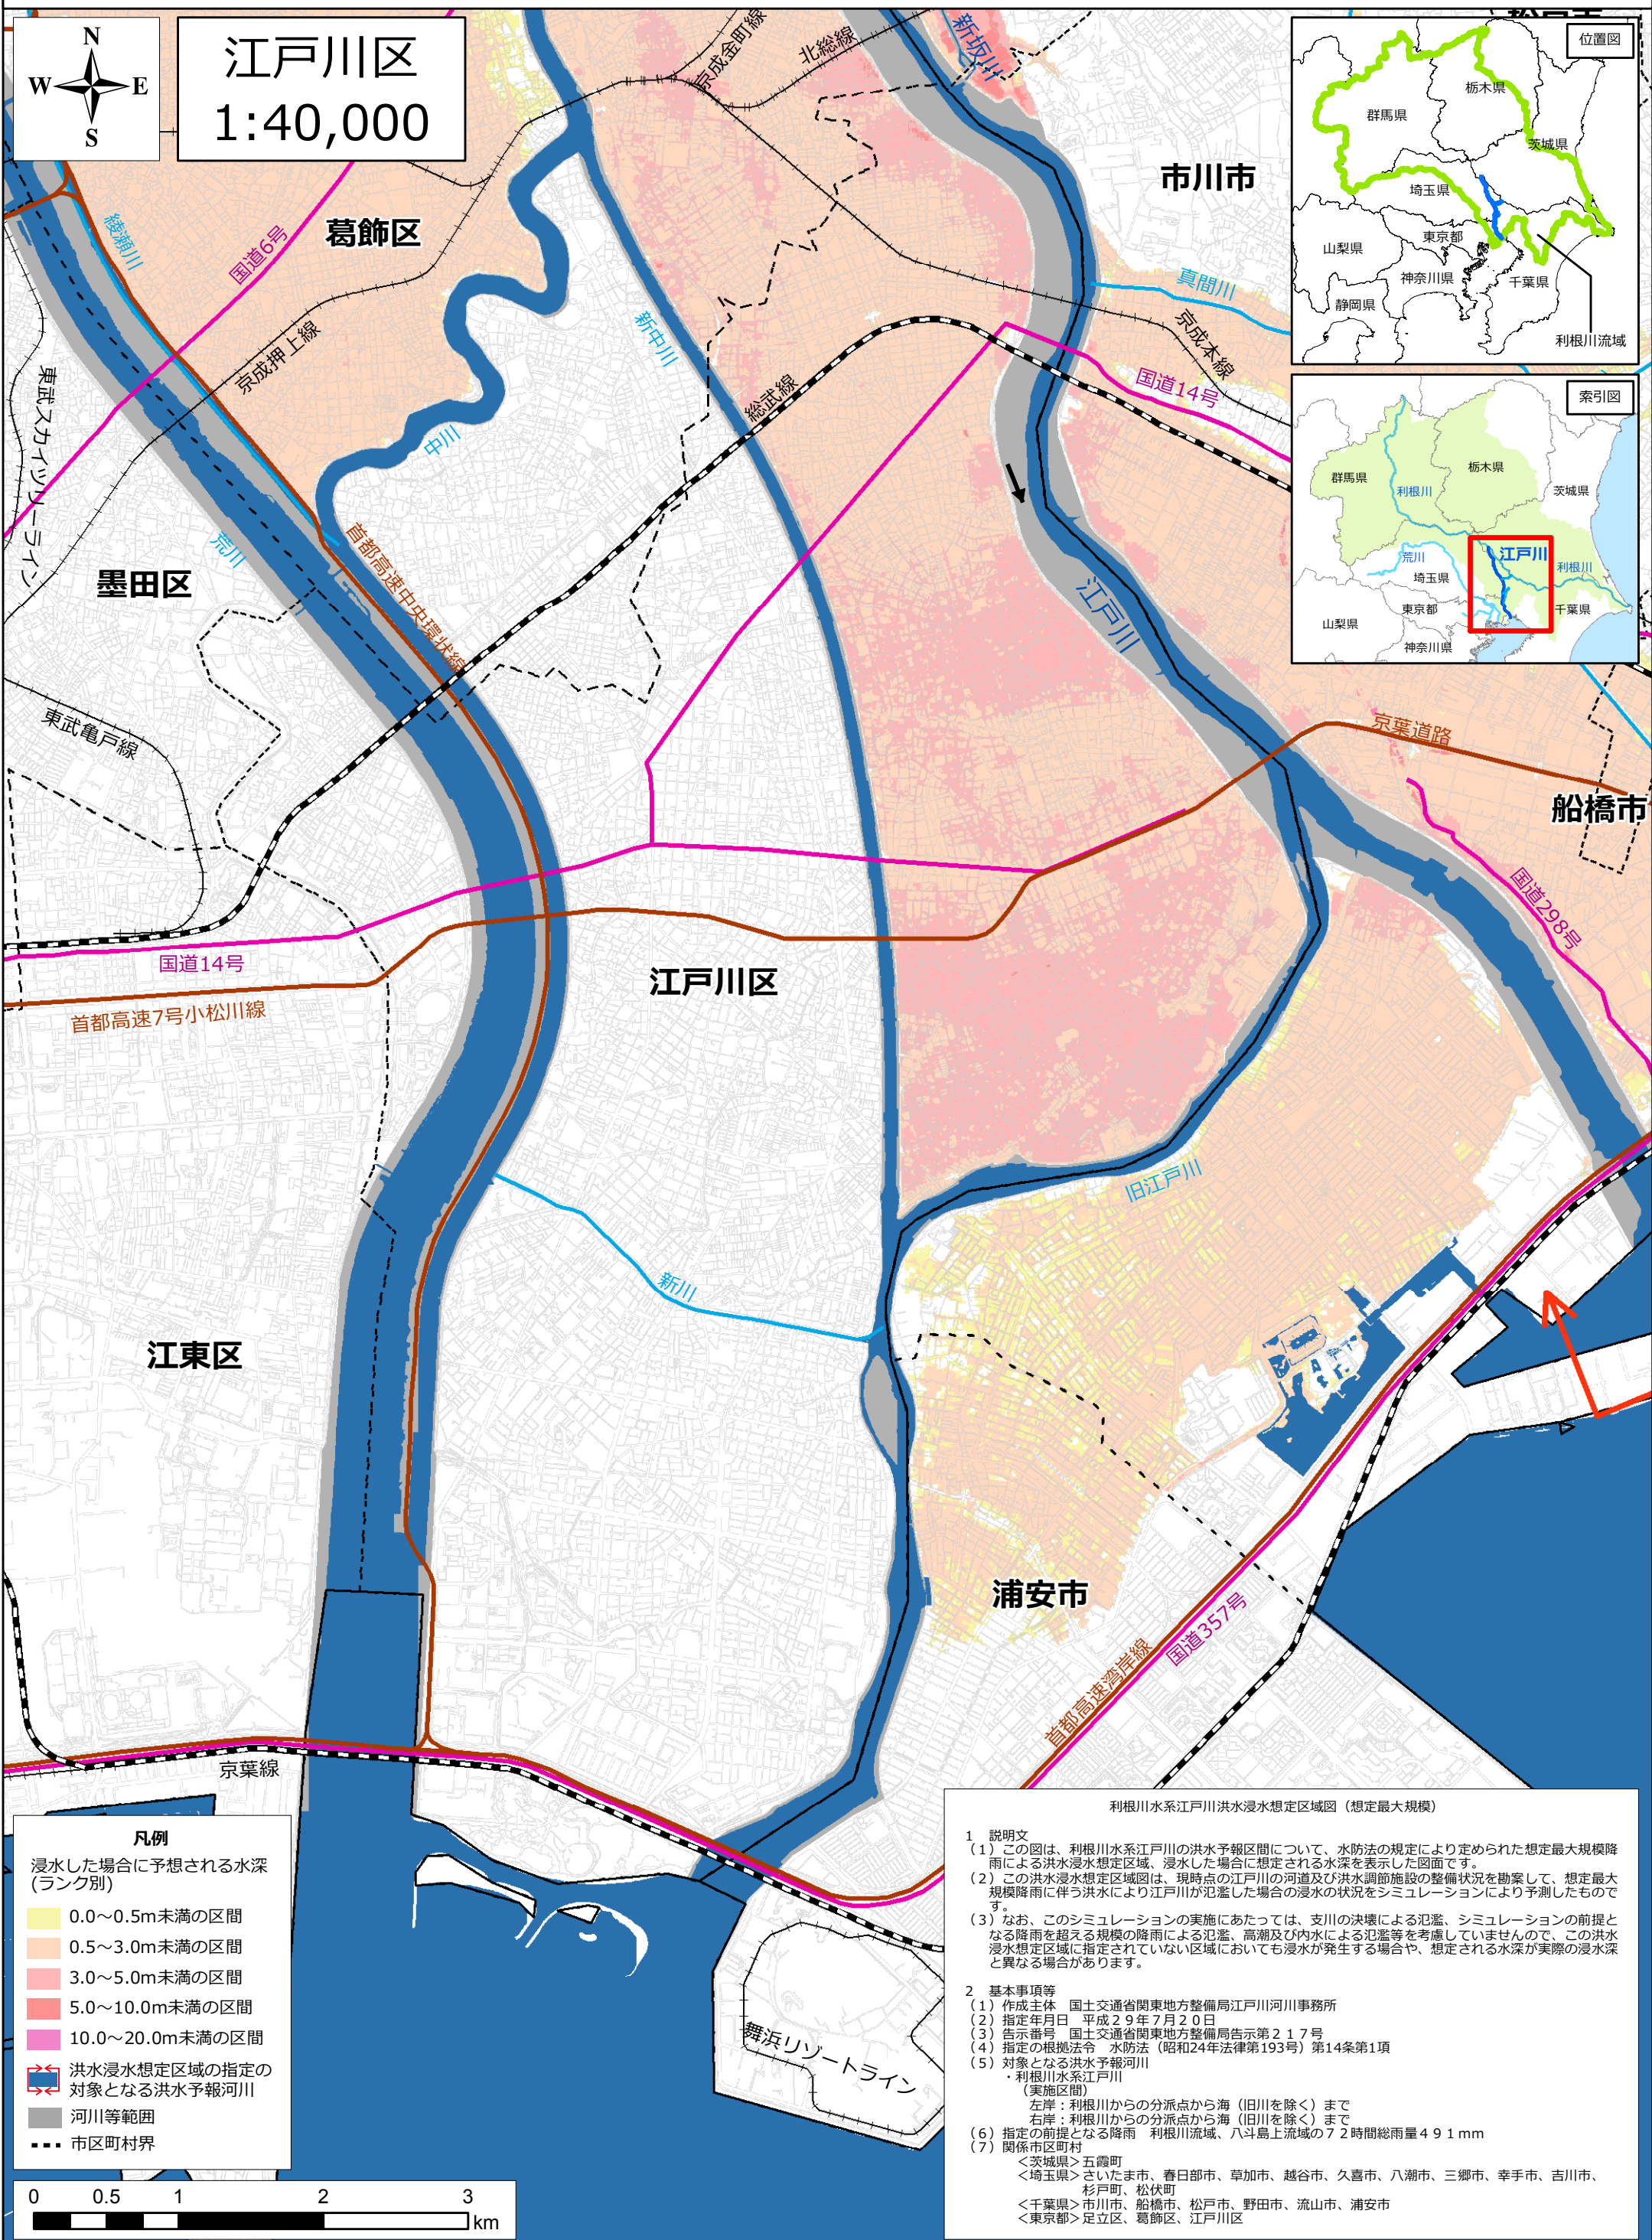 N
W E
S
江戸川区
1:40,000
位置図
群馬県
栃木県
茨城県
埼玉県
東京都
山梨県
神奈川県
千葉県
静岡県
利根川流域
索引図
群馬県
栃木県
茨城県
利根川
荒川
江戸川
利根川
埼玉県
東京都
千葉県
山梨県
神奈川県
新坂川
京成金町線
北総線
市川市
葛飾区
綾瀬川
国道6号
真間川
新中川
京成本線
京成押上線
総武線
国道14号
東武スカイツリーライン
中川
首都高速中央環状線
荒川
墨田区
江戸川
東武亀戸線
京葉道路
船橋市
国道298号
国道14号
江戸川区
首都高速7号小松川線
旧江戸川
新川
江東区
浦安市
国道357号
首都高速湾岸線
京葉線
舞浜リゾートライン
凡例
浸水した場合に予想される水深
(ランク別)
0.0～0.5m未満の区間
0.5～3.0m未満の区間
3.0～5.0m未満の区間
5.0～10.0m未満の区間
10.0～20.0m未満の区間
洪水浸水想定区域の指定の
対象となる洪水予報河川
河川等範囲
市区町村界
0 0.5 1 2 3
km
利根川水系江戸川洪水浸水想定区域図（想定最大規模）
1 説明文
（1）この図は、利根川水系江戸川の洪水予報区間について、水防法の規定により定められた想定最大規模降
雨による洪水浸水想定区域、浸水した場合に想定される水深を表示した図面です。
（2）この洪水浸水想定区域図は、現時点の江戸川の河道及び洪水調節施設の整備状況を勘案して、想定最大
規模降雨に伴う洪水により江戸川が氾濫した場合の浸水の状況をシミュレーションにより予測したもので
す。
（3）なお、このシミュレーションの実施にあたっては、支川の決壊による氾濫、シミュレーションの前提と
なる降雨を超える規模の降雨による氾濫、高潮及び内水による氾濫等を考慮していませんので、この洪水
浸水想定区域に指定されていない区域においても浸水が発生する場合や、想定される水深が実際の浸水深
と異なる場合があります。
2 基本事項等
（1）作成主体 国土交通省関東地方整備局江戸川河川事務所
（2）指定年月日 平成２９年７月２０日
（3）告示番号 国土交通省関東地方整備局告示第２１７号
（4）指定の根拠法令 水防法（昭和24年法律第193号）第14条第1項
（5）対象となる洪水予報河川
・利根川水系江戸川
（実施区間）
左岸：利根川からの分派点から海（旧川を除く）まで
右岸：利根川からの分派点から海（旧川を除く）まで
（6）指定の前提となる降雨 利根川流域、八斗島上流域の７２時間総雨量４９１mm
（7）関係市区町村
＜茨城県＞五霞町
＜埼玉県＞さいたま市、春日部市、草加市、越谷市、久喜市、八潮市、三郷市、幸手市、吉川市、
杉戸町、松伏町
＜千葉県＞市川市、船橋市、松戸市、野田市、流山市、浦安市
＜東京都＞足立区、葛飾区、江戸川区